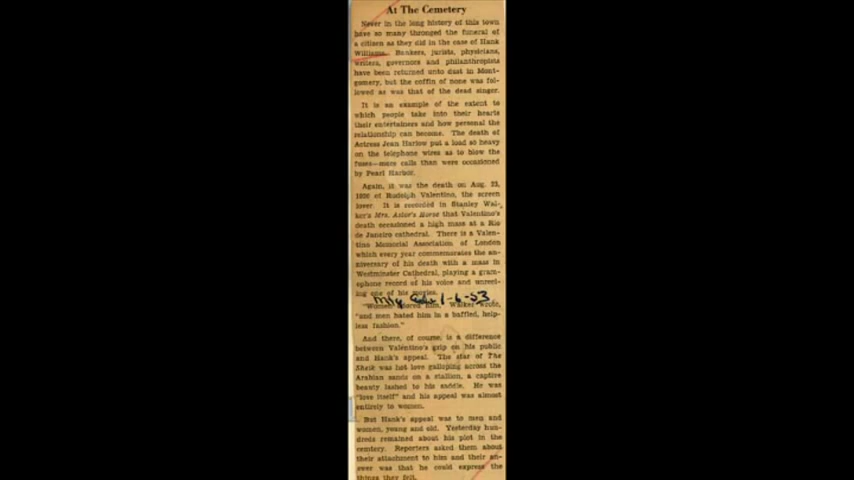 At The Cemetery
Never in the long history of this town
have so many thronged the funeral of
a citizen as they did in the case of Hank
Williams. Bankers, jurists, physicians,
writers, governors and philanthropists
have been returned unto dust in Mont-
gomery, but the coffin of none was fol-
lowed as was that of the dead singer.
It is an example of the extent to
which people take into their hearts
their entertainers and how personal the
relationship can become. The death of
Actress Jean Harlow put a load so heavy
on the telephone wires as to blow the
fuses—more calls than were occasioned
by Pearl Harbor.
Again, it was the death on Aug. 23,
1926 of Rudolph Valentino, the screen
lover. It is recorded in Stanley Wal-
ker's Mrs. Astor's Horse that Valentino's
death occasioned a high mass at a Rio
de Janeiro cathedral. There is a Valen-
tino Memorial Association of London
which every year commemorates the an-
niversary of his death with a mass in
Westminster Cathedral, playing a gram-
ophone record of his voice and unreel-
ing one of his movies.
1-6-53
"Women loved him," Walker wrote,
"and men hated him in a baffled, help-
less fashion."
And there, of course, is a difference
between Valentino's grip on his public
and Hank's appeal. The star of The
Sheik was hot love galloping across the
Arabian sands on a stallion, a captive
beauty lashed to his saddle. He was
"love itself" and his appeal was almost
entirely to women.
But Hank's appeal was to men and
women, young and old. Yesterday hun-
dreds remained about his plot in the
cemetery. Reporters asked them about
their attachment to him and their an-
swer was that he could express the
things they felt.